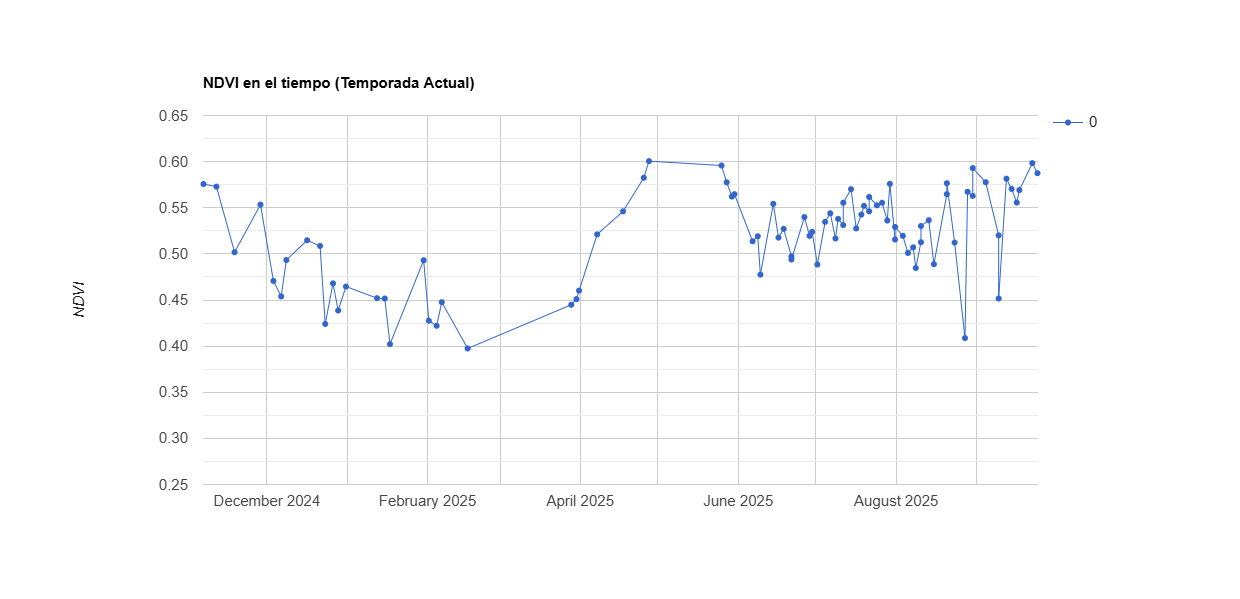 NDVI en el tiempo (Temporada Actual)
0.65
0.60
0.55
0.50
0.45
0.40
0.35
0.30
0.25
NDVI
December 2024
February 2025
April 2025
June 2025
August 2025
0